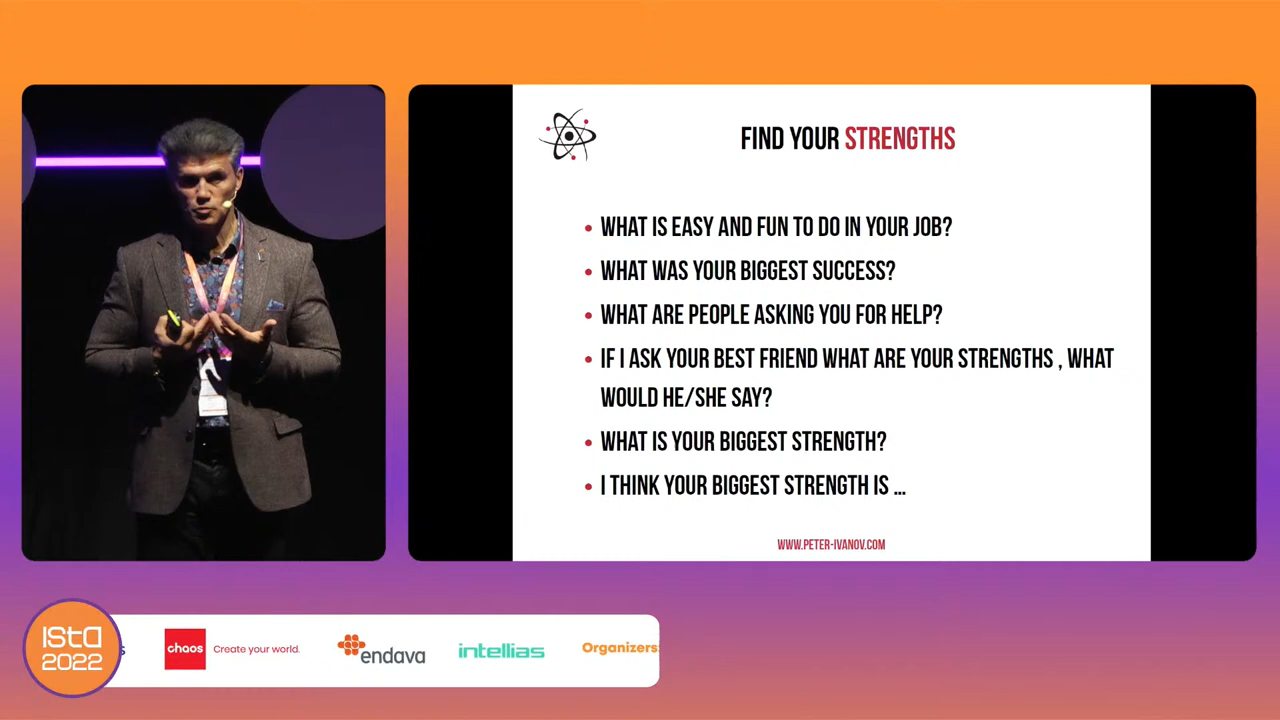 FIND YOUR STRENGTHS
• WHAT IS EASY AND FUN TO DO IN YOUR JOB?
• WHAT WAS YOUR BIGGEST SUCCESS?
• WHAT ARE PEOPLE ASKING YOU FOR HELP?
• IF I ASK YOUR BEST FRIEND WHAT ARE YOUR STRENGTHS , WHAT
WOULD HE/SHE SAY?
• WHAT IS YOUR BIGGEST STRENGTH?
• I THINK YOUR BIGGEST STRENGTH IS ...
WWW.PETER-IVANOV.COM
ISTA
2022
s
chaos Create your world.
endava
intellias
Organizers: